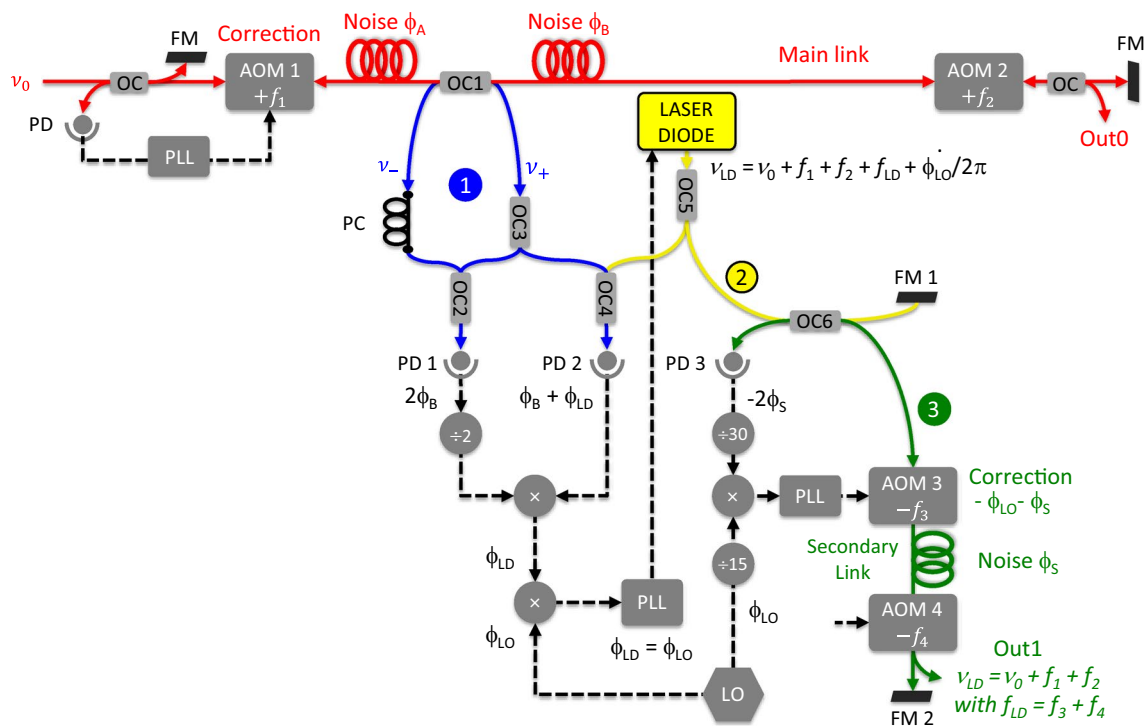 Noise ϕA
Noise ϕB
FM
Correction
FM
Main link
ν0
OC
AOM 1
+f1
OC1
AOM 2
+f2
OC
PD
PLL
LASER
DIODE
Out0
ν−
ν+
1
νLD = ν0 + f1 + f2 + fLD + ϕ̇LO/2π
OC5
PC
OC3
2
FM 1
OC2
OC4
OC6
PD 1
PD 2
PD 3
2ϕB
ϕB + ϕLD
-2ϕS
3
÷2
÷30
×
×
PLL
AOM 3
−f3
Correction
- ϕLO- ϕS
ϕLD
÷15
Secondary
Link
Noise ϕS
×
PLL
ϕLO
AOM 4
−f4
ϕLO
ϕLD = ϕLO
LO
Out1
νLD = ν0 + f1 + f2
with fLD = f3 + f4
FM 2